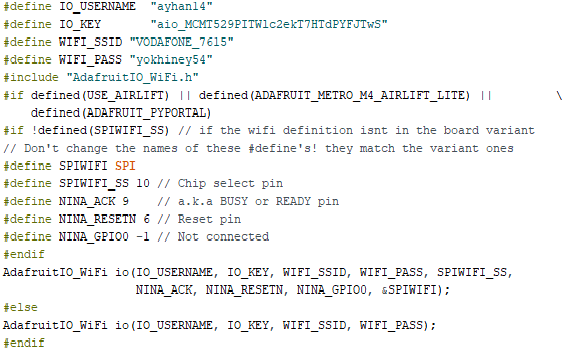 #define IO_USERNAME  "ayhan14"
#define IO_KEY       "aio_MCMT529PITWlc2ekT7HTdPYFJTwS"
#define WIFI_SSID "VODAFONE_7615"
#define WIFI_PASS "yokhiney54"
#include "AdafruitIO_WiFi.h"
#if defined(USE_AIRLIFT) || defined(ADAFRUIT_METRO_M4_AIRLIFT_LITE) ||         \
    defined(ADAFRUIT_PYPORTAL)
#if !defined(SPIWIFI_SS) // if the wifi definition isnt in the board variant
// Don't change the names of these #define's! they match the variant ones
#define SPIWIFI SPI
#define SPIWIFI_SS 10 // Chip select pin
#define NINA_ACK 9    // a.k.a BUSY or READY pin
#define NINA_RESETN 6 // Reset pin
#define NINA_GPIO0 -1 // Not connected
#endif
AdafruitIO_WiFi io(IO_USERNAME, IO_KEY, WIFI_SSID, WIFI_PASS, SPIWIFI_SS,
                   NINA_ACK, NINA_RESETN, NINA_GPIO0, &SPIWIFI);
#else
AdafruitIO_WiFi io(IO_USERNAME, IO_KEY, WIFI_SSID, WIFI_PASS);
#endif